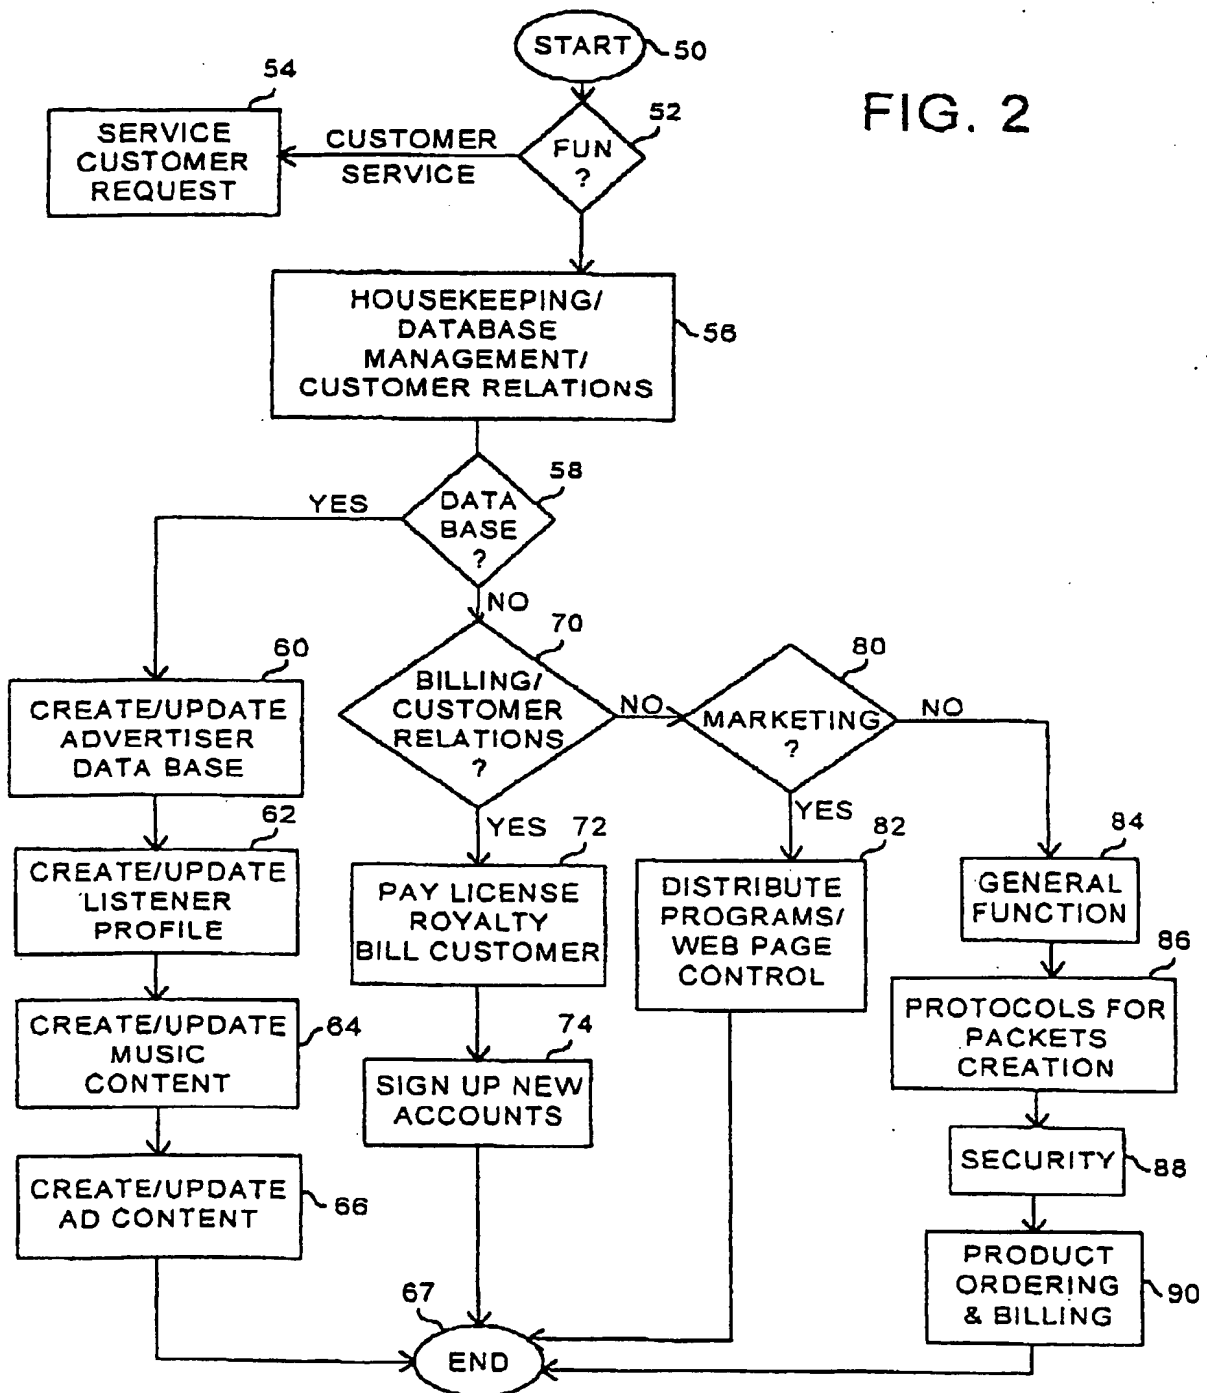 START
50
FIG. 2
54
52
SERVICE
CUSTOMER
REQUEST
CUSTOMER
SERVICE
FUN
?
HOUSEKEEPING/
DATABASE
MANAGEMENT/
CUSTOMER RELATIONS
56
58
YES
DATA
BASE
?
NO
60
70
80
CREATE/UPDATE
ADVERTISER
DATA BASE
BILLING/
CUSTOMER
RELATIONS
?
NO
MARKETING
?
NO
62
YES
72
YES
82
84
CREATE/UPDATE
LISTENER
PROFILE
PAY LICENSE
ROYALTY
BILL CUSTOMER
DISTRIBUTE
PROGRAMS/
WEB PAGE
CONTROL
GENERAL
FUNCTION
86
CREATE/UPDATE
MUSIC
CONTENT
64
74
SIGN UP NEW
ACCOUNTS
PROTOCOLS FOR
PACKETS
CREATION
CREATE/UPDATE
AD CONTENT
66
SECURITY
88
PRODUCT
ORDERING
& BILLING
90
67
END